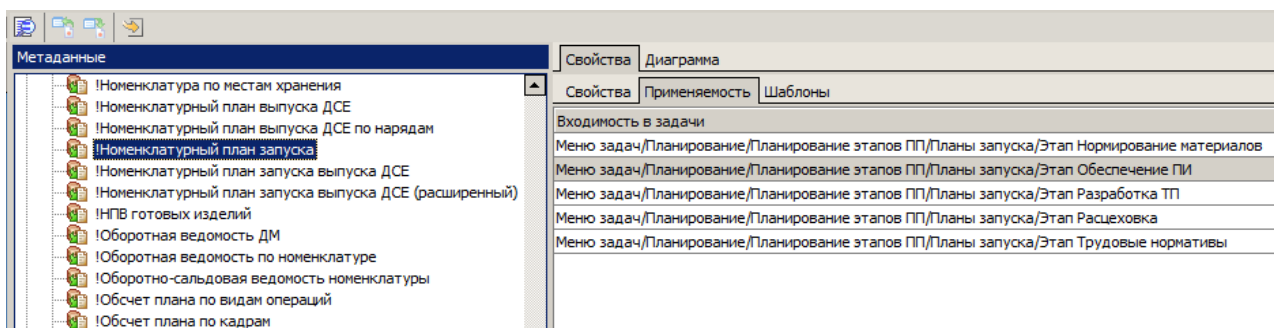 Метаданные
!Номенклатура по местам хранения
!Номенклатурный план выпуска ДСЕ
!Номенклатурный план выпуска ДСЕ по нарядам
!Номенклатурный план запуска
!Номенклатурный план запуска выпуска ДСЕ
!Номенклатурный план запуска выпуска ДСЕ (расширенный)
!НПВ готовых изделий
!Оборотная ведомость ДМ
!Оборотная ведомость по номенклатуре
!Оборотно-сальдовая ведомость номенклатуры
!Обсчет плана по видам операций
!Обсчет плана по кадрам
Свойства Диаграмма
Свойства Применяемость Шаблоны
Входимость в задачи
Меню задач/Планирование/Планирование этапов ПП/Планы запуска/Этап Нормирование материалов
Меню задач/Планирование/Планирование этапов ПП/Планы запуска/Этап Обеспечение ПИ
Меню задач/Планирование/Планирование этапов ПП/Планы запуска/Этап Разработка ТП
Меню задач/Планирование/Планирование этапов ПП/Планы запуска/Этап Расцеховка
Меню задач/Планирование/Планирование этапов ПП/Планы запуска/Этап Трудовые нормативы